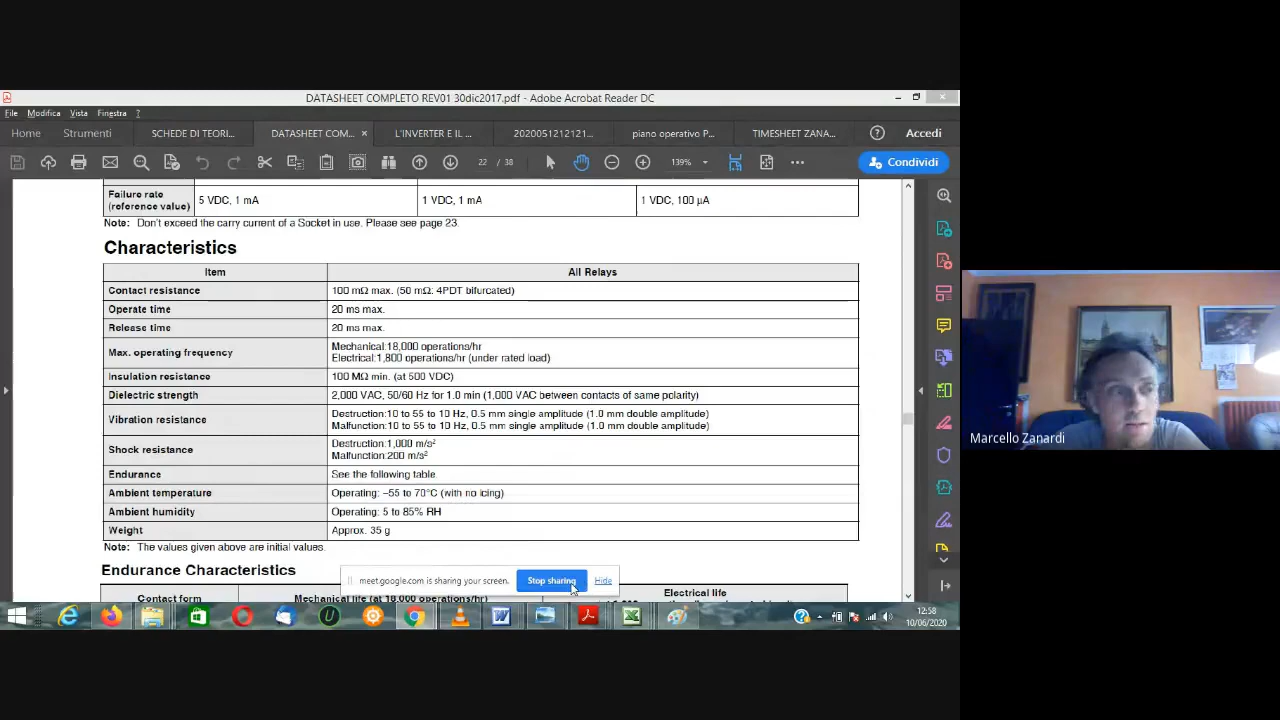 DATASHEET COMPLETO REV01 30dic2017.pdf - Adobe Acrobat Reader DC
File Modifica Vista Finestra ?
Home Strumenti SCHEDE DI TEORI... DATASHEET COM... × L'INVERTER E IL ... 2020051212121... piano operativo P... TIMESHEET ZANA... Accedi
22 / 38 139% Condividi
Failure rate (reference value) 5 VDC, 1 mA 1 VDC, 1 mA 1 VDC, 100 μA
Note: Don't exceed the carry current of a Socket in use. Please see page 23.
Characteristics
Item All Relays
Contact resistance 100 mΩ max. (50 mΩ: 4PDT bifurcated)
Operate time 20 ms max.
Release time 20 ms max.
Max. operating frequency Mechanical:18,000 operations/hr
Electrical:1,800 operations/hr (under rated load)
Insulation resistance 100 MΩ min. (at 500 VDC)
Dielectric strength 2,000 VAC, 50/60 Hz for 1.0 min (1,000 VAC between contacts of same polarity)
Vibration resistance Destruction:10 to 55 to 10 Hz, 0.5 mm single amplitude (1.0 mm double amplitude)
Malfunction:10 to 55 to 10 Hz, 0.5 mm single amplitude (1.0 mm double amplitude)
Shock resistance Destruction:1,000 m/s²
Malfunction:200 m/s²
Endurance See the following table.
Ambient temperature Operating: –55 to 70°C (with no icing)
Ambient humidity Operating: 5 to 85% RH
Weight Approx. 35 g
Note: The values given above are initial values.
Endurance Characteristics
meet.google.com is sharing your screen. Stop sharing Hide
Contact form Mechanical life (at 18,000 operations/hr) Electrical life
12:58
10/06/2020
Marcello Zanardi